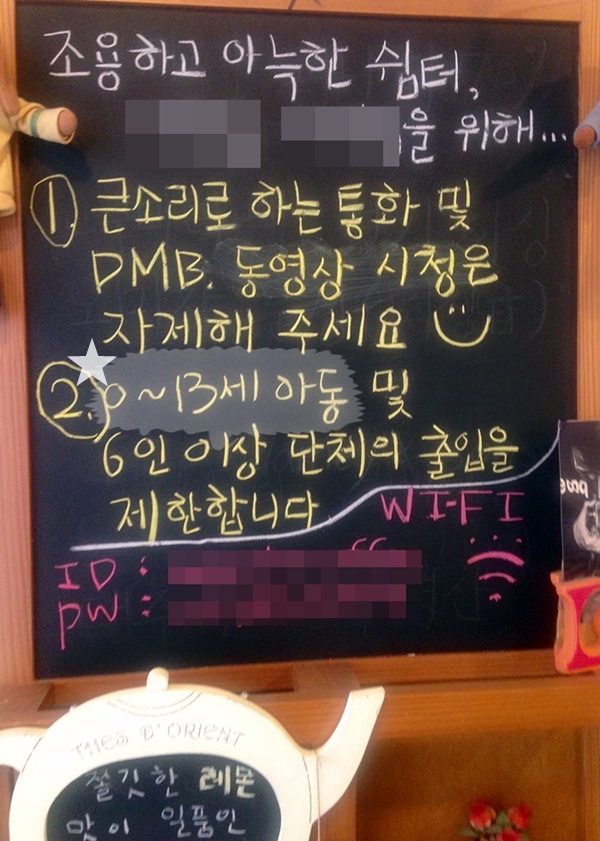 조용하고 아늑한 쉼터,
을 위해...
1. 큰소리로 하는 통화 및
DMB. 동영상 시청은
자제해 주세요
2. 0~13세 아동 및
6인 이상 단체의 출입을
제한합니다
WI-FI
ID :
PW :
THES D'ORIENT
쫄깃한 레몬
맛이 일품인